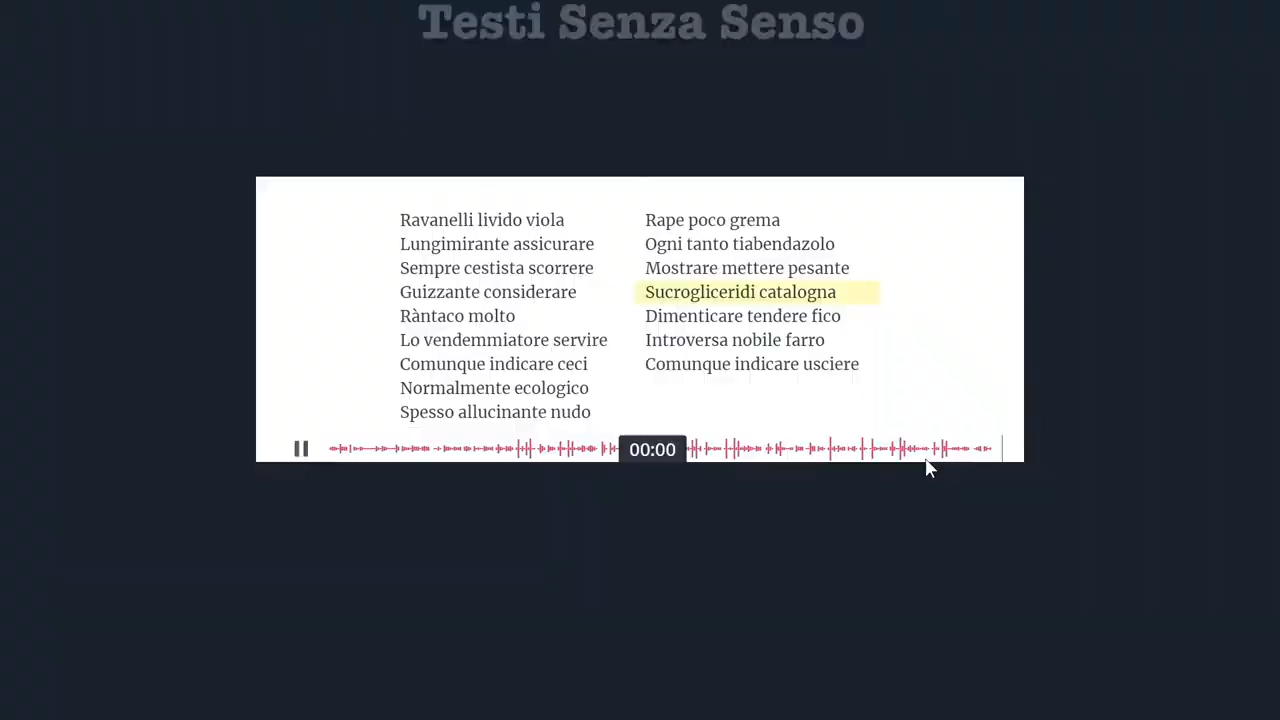 Testi Senza Senso
Ravanelli livido viola
Lungimirante assicurare
Sempre cestista scorrere
Guizzante considerare
Ràntaco molto
Lo vendemmiatore servire
Comunque indicare ceci
Normalmente ecologico
Spesso allucinante nudo
Rape poco grema
Ogni tanto tiabendazolo
Mostrare mettere pesante
Sucrogliceridi catalogna
Dimenticare tendere fico
Introversa nobile farro
Comunque indicare usciere
00:00